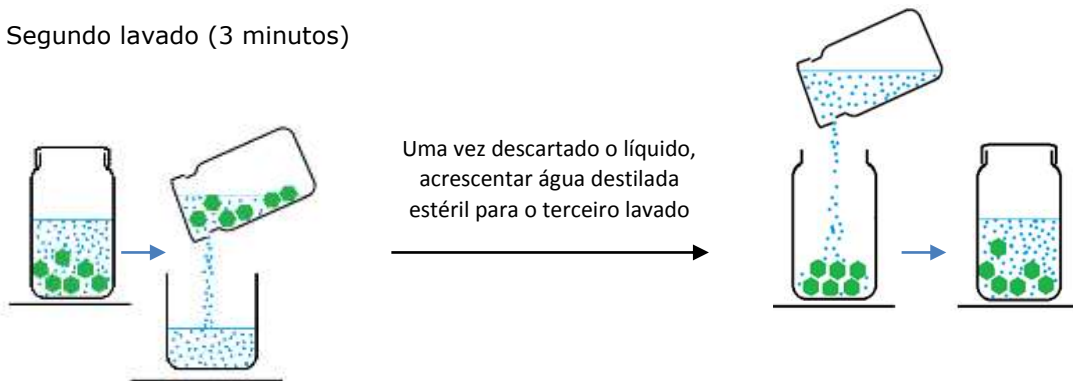 Segundo lavado (3 minutos)
Uma vez descartado o líquido,
acrescentar água destilada
estéril para o terceiro lavado